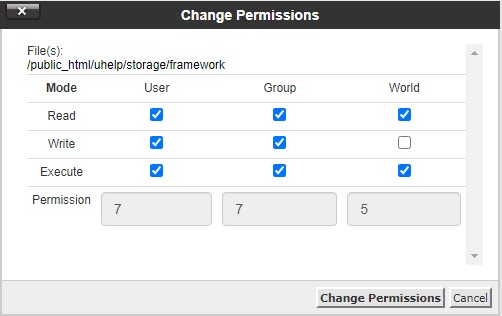 Change Permissions
File(s):
/public_html/uhelp/storage/framework
Mode User Group World
Read
Write
Execute
Permission 7 7 5
Change Permissions Cancel